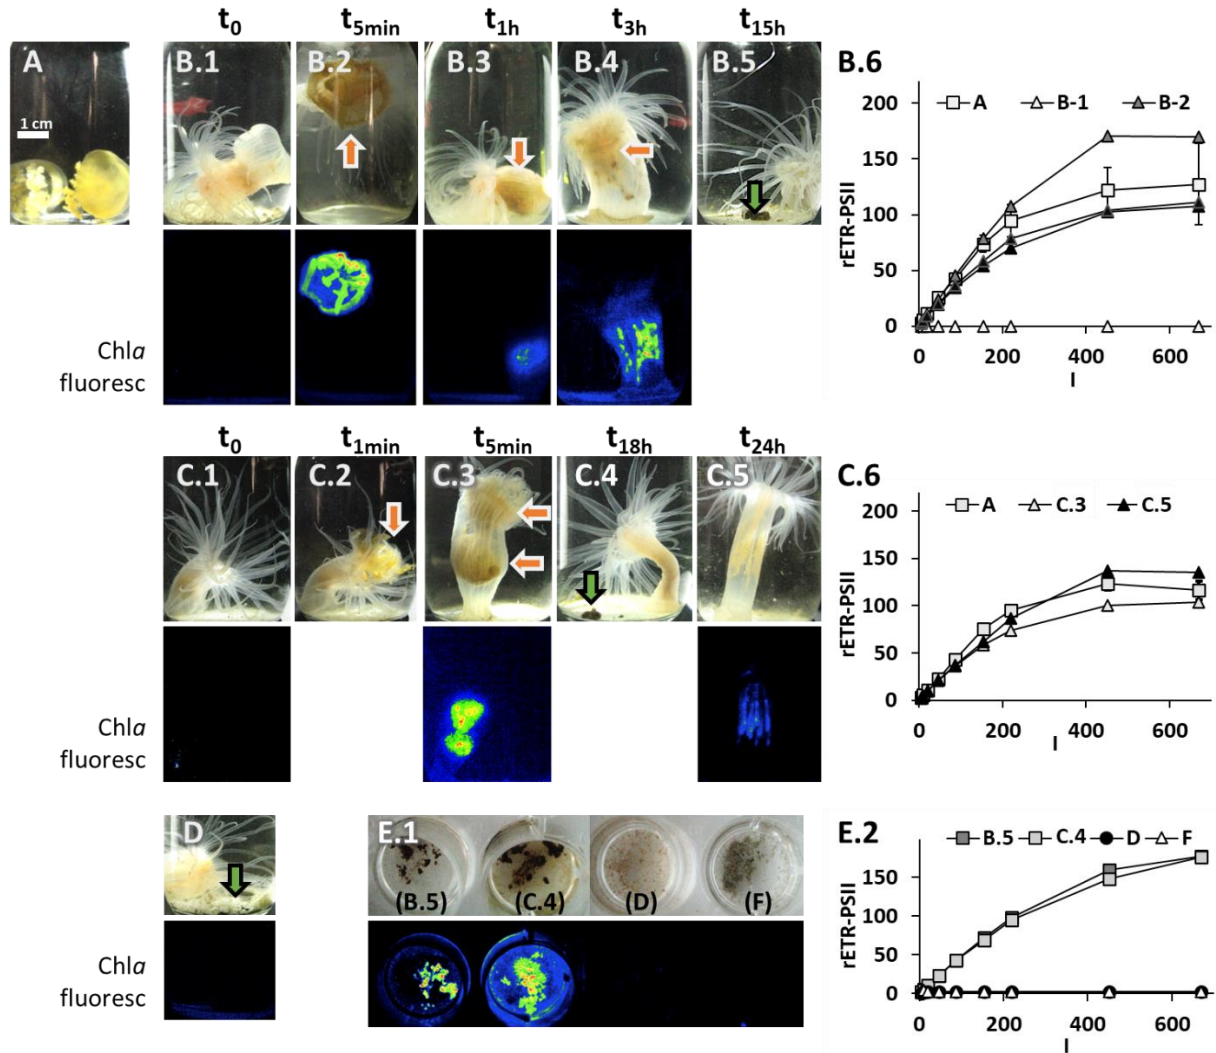 t0 t5min t1h t3h t15h
A B.1 B.2 B.3 B.4 B.5 B.6
1 cm
A B-1 B-2
200
150
100
50
0
rETR-PSII
0 200 400 600
I
Chla
fluoresc
t0 t1min t5min t18h t24h
C.1 C.2 C.3 C.4 C.5 C.6
A C.3 C.5
200
150
100
50
0
rETR-PSII
0 200 400 600
I
Chla
fluoresc
D E.1 E.2
B.5 C.4 D F
(B.5) (C.4) (D) (F)
150
100
50
0
rETR-PSII
0 200 400 600
I
Chla
fluoresc